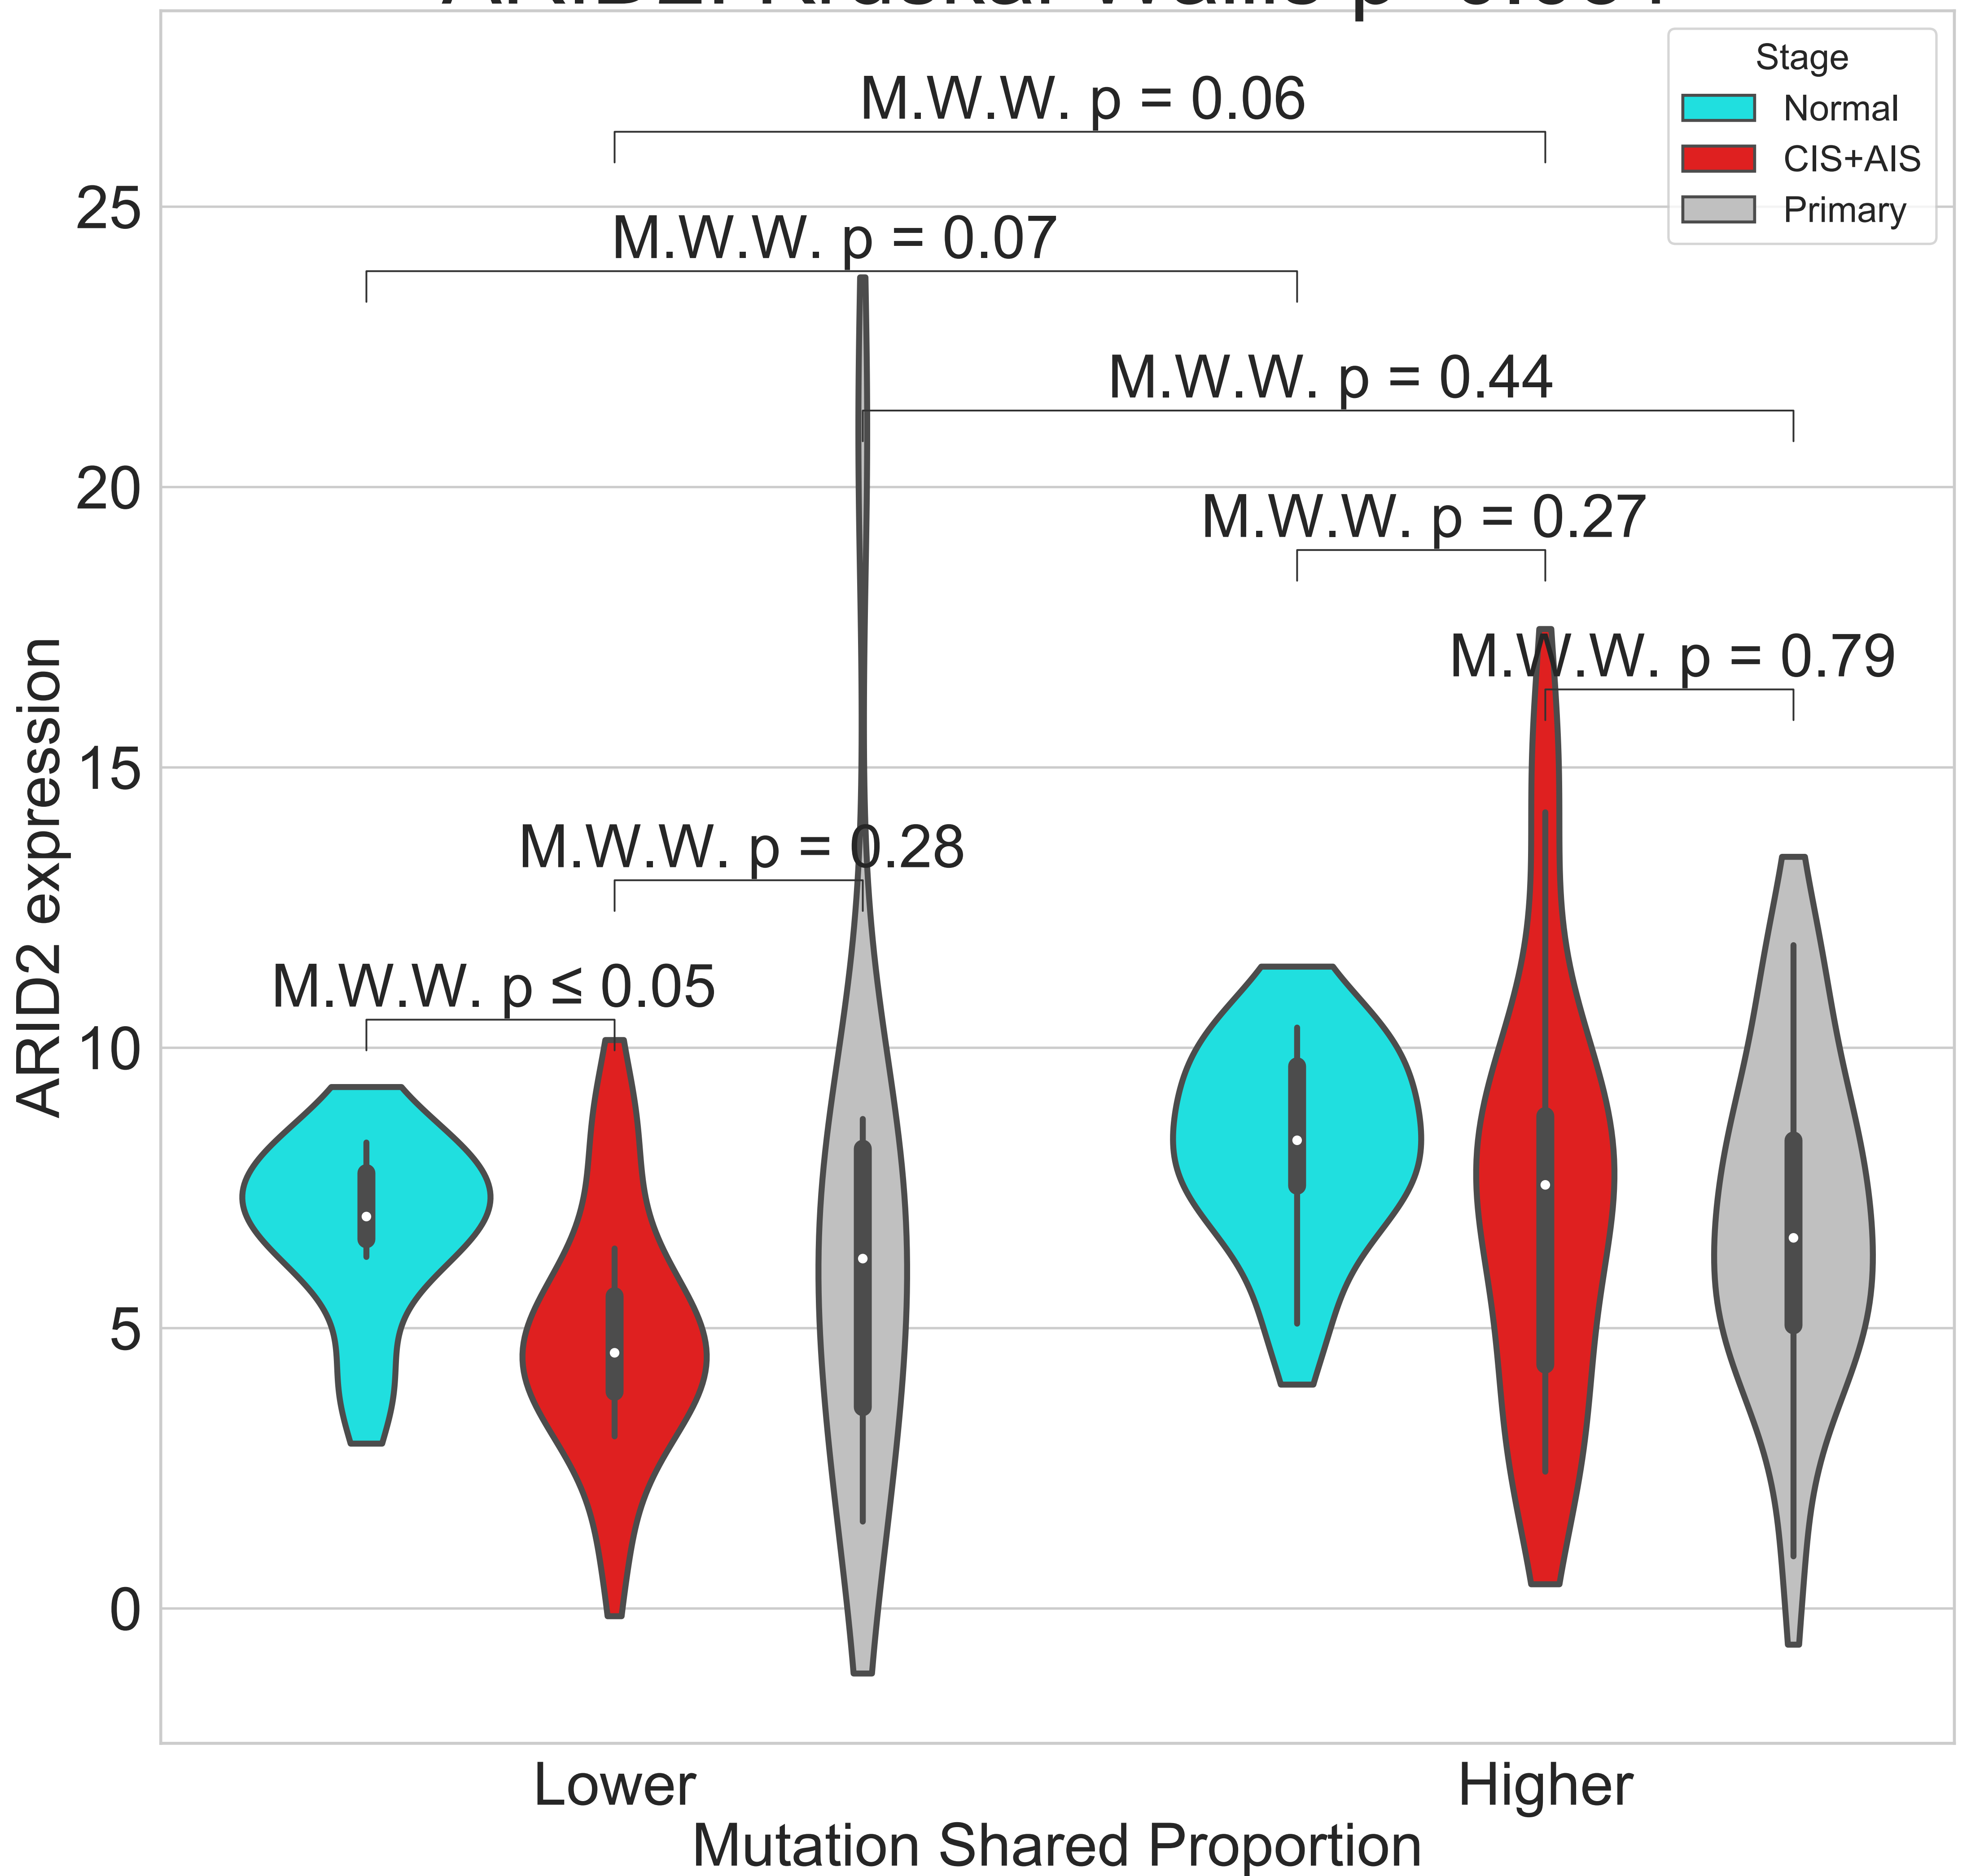 Stage
Normal
CIS+AIS
Primary
M.W.W. p = 0.06
M.W.W. p = 0.07
M.W.W. p = 0.44
M.W.W. p = 0.27
M.W.W. p = 0.79
M.W.W. p = 0.28
M.W.W. p ≤ 0.05
25
20
15
10
5
0
ARID2 expression
Lower
Higher
Mutation Shared Proportion